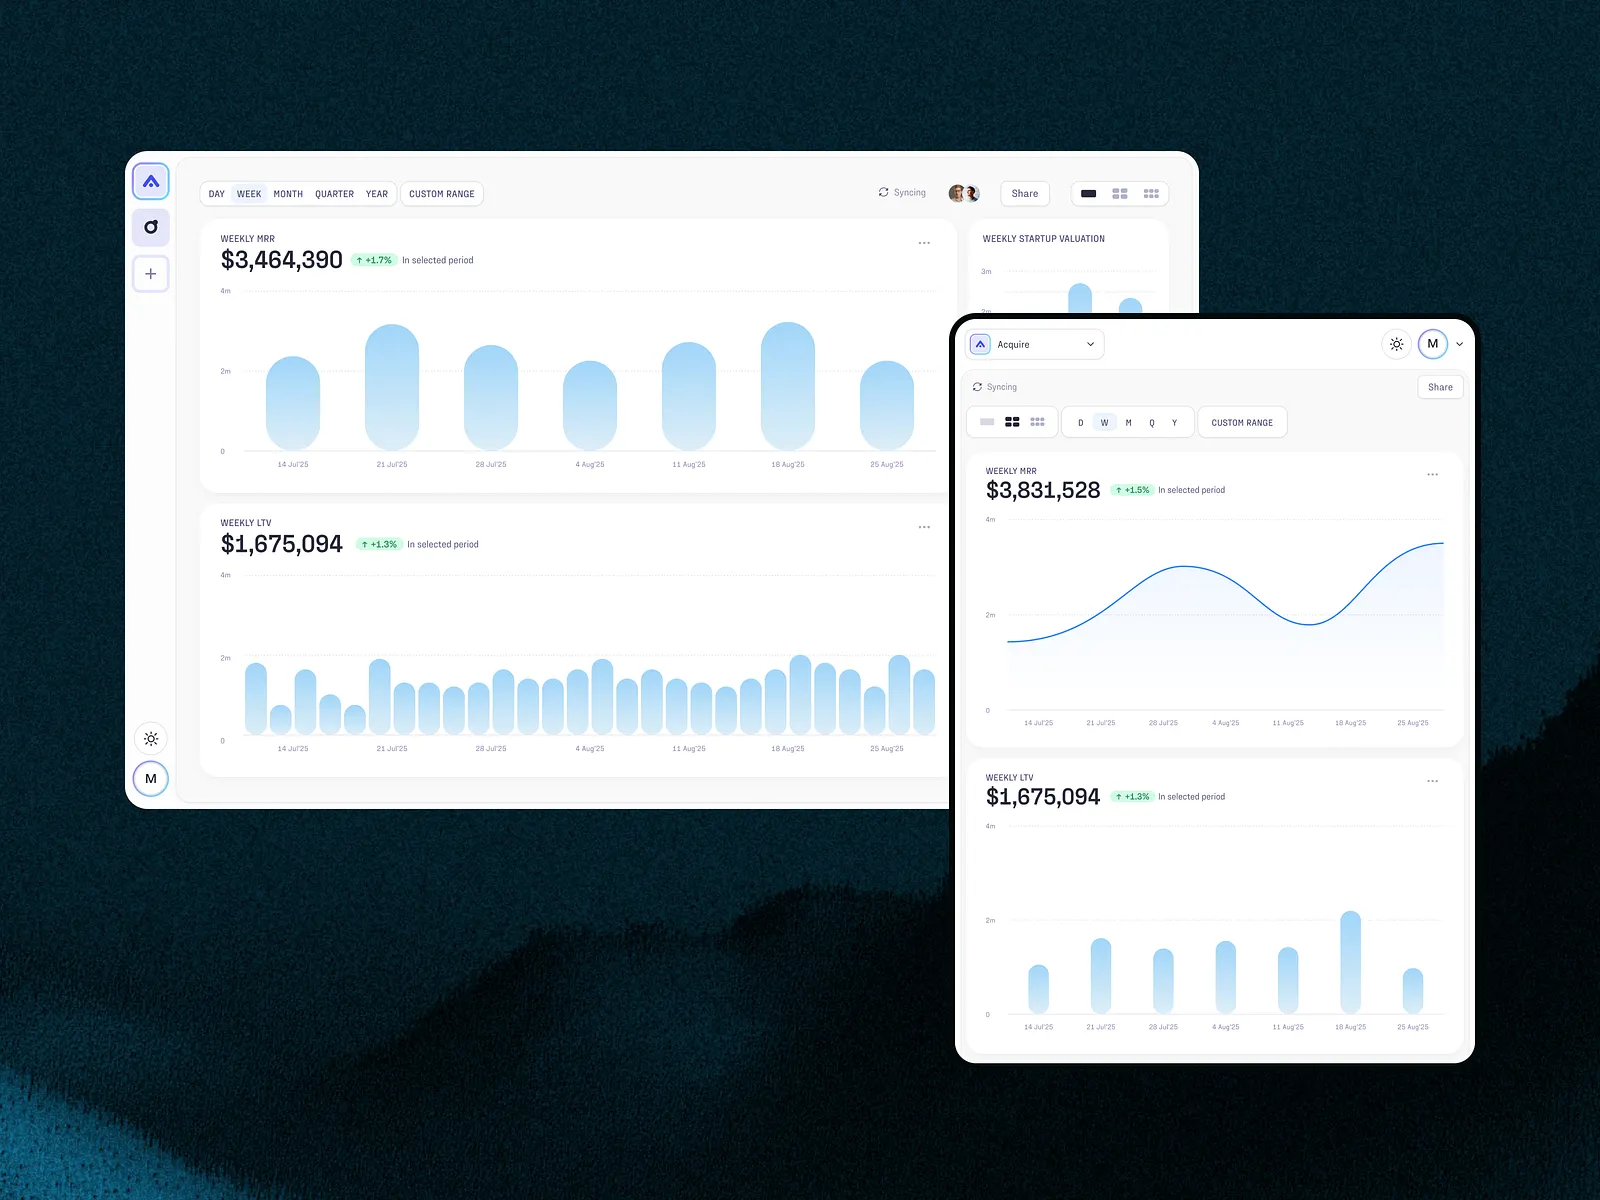 DAY WEEK MONTH QUARTER YEAR CUSTOM RANGE
Syncing
Share
WEEKLY MRR
$3,464,390 ↑ +1.7% In selected period
4m
2m
0
14 Jul'25 21 Jul'25 28 Jul'25 4 Aug'25 11 Aug'25 18 Aug'25 25 Aug'25
WEEKLY STARTUP VALUATION
3m
2m
WEEKLY LTV
$1,675,094 ↑ +1.3% In selected period
4m
2m
0
14 Jul'25 21 Jul'25 28 Jul'25 4 Aug'25 11 Aug'25 18 Aug'25 25 Aug'25
M
Acquire
M
Syncing
Share
D W M Q Y CUSTOM RANGE
WEEKLY MRR
$3,831,528 ↑ +1.5% In selected period
4m
2m
0
14 Jul'25 21 Jul'25 28 Jul'25 4 Aug'25 11 Aug'25 18 Aug'25 25 Aug'25
WEEKLY LTV
$1,675,094 ↑ +1.3% In selected period
4m
2m
0
14 Jul'25 21 Jul'25 28 Jul'25 4 Aug'25 11 Aug'25 18 Aug'25 25 Aug'25